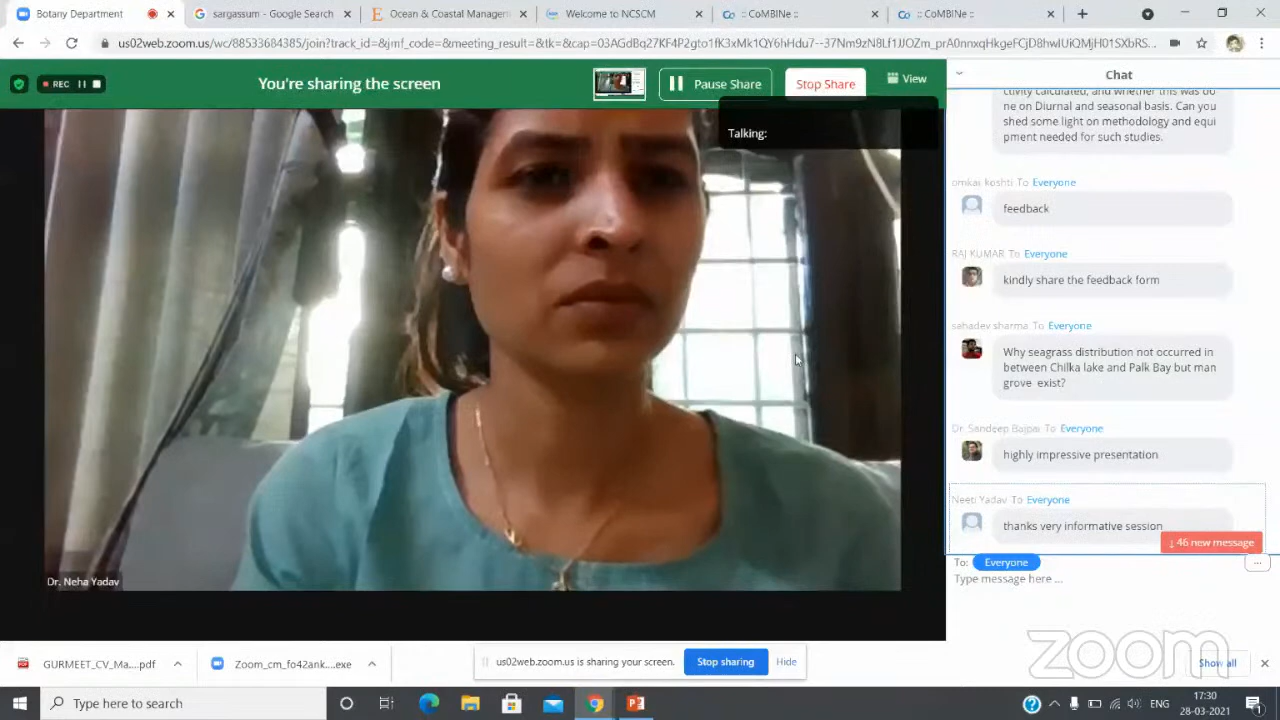 Botany Department
sargassum - Google Search
Ocean & Coastal Managem
Welcome to NCSCM
:: CoMBINe ::
:: CoMBINe ::
REC
You're sharing the screen
Pause Share
Stop Share
View
Talking:
Chat
ctivity calculated, and whether this was do
ne on Diurnal and seasonal basis. Can you
shed some light on methodology and equi
pment needed for such studies.
omkar koshti To Everyone
feedback
RAJ KUMAR To Everyone
kindly share the feedback form
sahadev sharma To Everyone
Why seagrass distribution not occurred in
between Chilka lake and Palk Bay but man
grove exist?
Dr. Sandeep Bajpai To Everyone
highly impressive presentation
Neeti Yadav To Everyone
thanks very informative session
↓ 46 new message
To: Everyone
...
Type message here ...
Dr. Neha Yadav
zoom
GURMEET_CV_Ma....pdf
Zoom_cm_fo42ank....exe
us02web.zoom.us is sharing your screen.
Stop sharing
Hide
Show all
Type here to search
ENG
17:30
28-03-2021